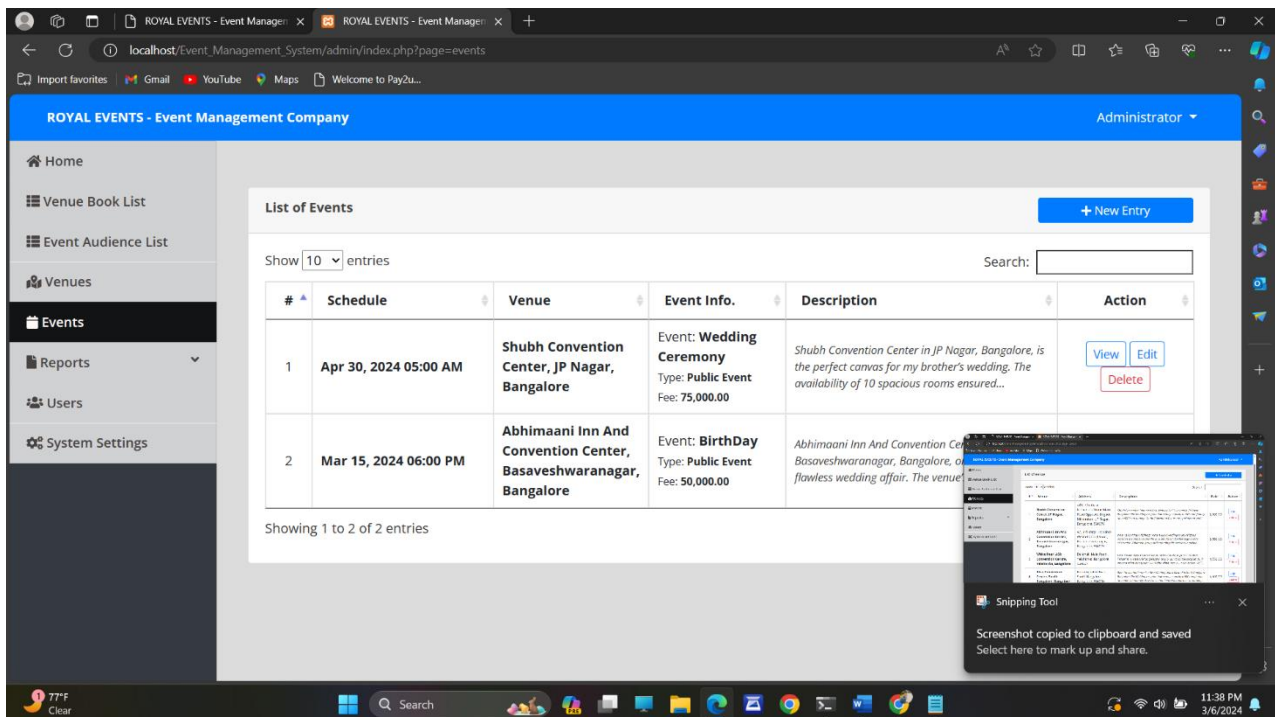 ROYAL EVENTS - Event Managen
ROYAL EVENTS - Event Managen
localhost/Event_Management_System/admin/index.php?page=events
Import favorites
Gmail
YouTube
Maps
Welcome to Pay2u...
ROYAL EVENTS - Event Management Company
Administrator
Home
Venue Book List
Event Audience List
Venues
Events
Reports
Users
System Settings
List of Events
+ New Entry
Show 10 entries
Search:
# Schedule Venue Event Info. Description Action
1
Apr 30, 2024 05:00 AM
Shubh Convention
Center, JP Nagar,
Bangalore
Event: Wedding
Ceremony
Type: Public Event
Fee: 75,000.00
Shubh Convention Center in JP Nagar, Bangalore, is
the perfect canvas for my brother's wedding. The
availability of 10 spacious rooms ensured...
View Edit
Delete
2
Mar 15, 2024 06:00 PM
Abhimaani Inn And
Convention Center,
Basaveshwaranagar,
Bangalore
Event: BirthDay
Type: Public Event
Fee: 50,000.00
Abhimaani Inn And Convention Ce
Basaveshwaranagar, Bangalore, o
flawless wedding affair. The venue'
Showing 1 to 2 of 2 entries
Snipping Tool
Screenshot copied to clipboard and saved
Select here to mark up and share.
1
77°F
Clear
Search
PRE
11:38 PM
3/6/2024